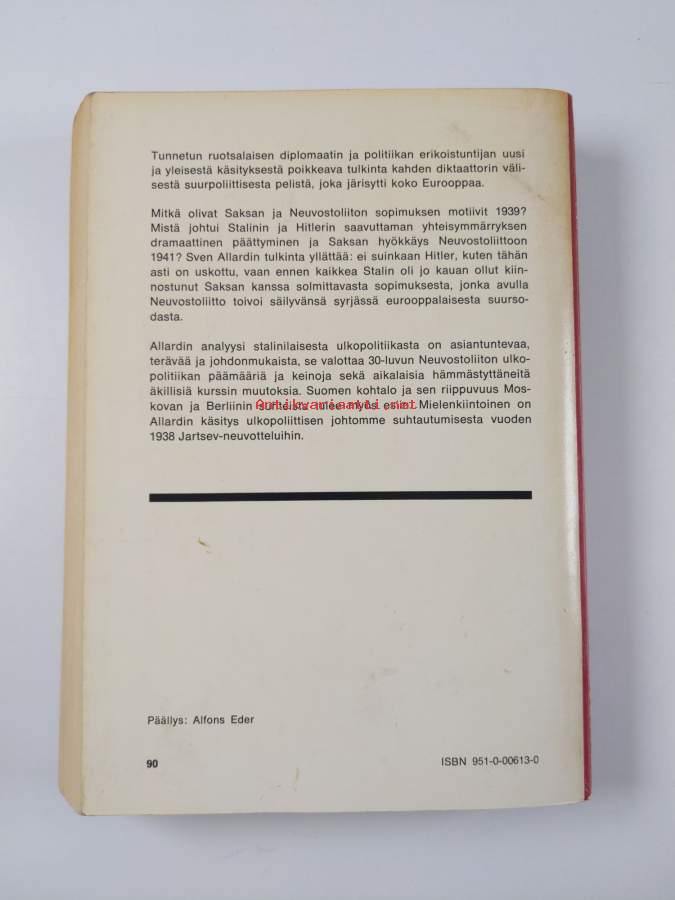 Tunnetun ruotsalaisen diplomaatin ja politiikan erikoistuntijan uusi
ja yleisestä käsityksestä poikkeava tulkinta kahden diktaattorin väli-
sestä suurpoliittisesta pelistä, joka järisytti koko Eurooppaa.
Mitkä olivat Saksan ja Neuvostoliiton sopimuksen motiivit 1939?
Mistä johtui Stalinin ja Hitlerin saavuttaman yhteisymmärryksen
dramaattinen päättyminen ja Saksan hyökkäys Neuvostoliittoon
1941? Sven Allardin tulkinta yllättää: ei suinkaan Hitler, kuten tähän
asti on uskottu, vaan ennen kaikkea Stalin oli jo kauan ollut kiin-
nostunut Saksan kanssa solmittavasta sopimuksesta, jonka avulla
Neuvostoliitto toivoi säilyvänsä syrjässä eurooppalaisesta suurso-
dasta.
Allardin analyysi stalinilaisesta ulkopolitiikasta on asiantuntevaa,
terävää ja johdonmukaista, se valottaa 30-luvun Neuvostoliiton ulko-
politiikan päämääriä ja keinoja sekä aikalaisia hämmästyttäneitä
äkillisiä kurssin muutoksia. Suomen kohtalo ja sen riippuvuus Mos-
kovan ja Berliinin suhteista tulee myös esiin. Mielenkiintoinen on
Antikvariaatti.net
Allardin käsitys ulkopoliittisen johtomme suhtautumisesta vuoden
1938 Jartsev-neuvotteluihin.
Päällys: Alfons Eder
90 ISBN 951-0-00613-0